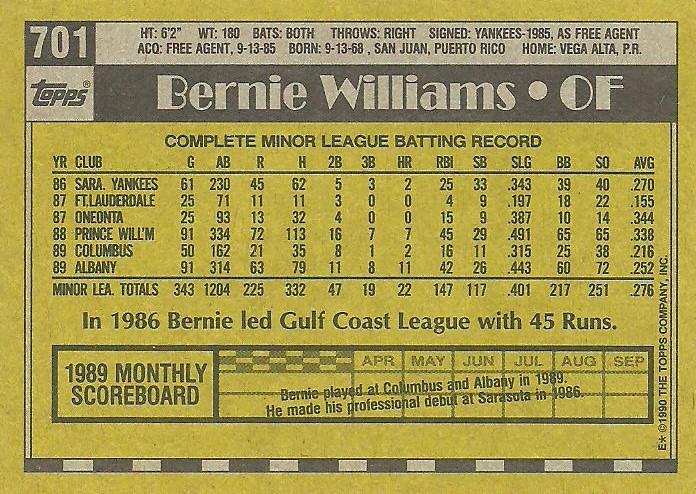 701 HT: 6'2" WT: 180 BATS: BOTH THROWS: RIGHT SIGNED: YANKEES-1985, AS FREE AGENT
ACQ: FREE AGENT, 9-13-85 BORN: 9-13-68 , SAN JUAN, PUERTO RICO HOME: VEGA ALTA, P.R.
Topps® Bernie Williams • OF
COMPLETE MINOR LEAGUE BATTING RECORD
YR CLUB G AB R H 2B 3B HR RBI SB SLG BB SO AVG
86 SARA. YANKEES 61 230 45 62 5 3 2 25 33 .343 39 40 .270
87 FT.LAUDERDALE 25 71 11 11 3 0 0 4 9 .197 18 22 .155
87 ONEONTA 25 93 13 32 4 0 0 15 9 .387 10 14 .344
88 PRINCE WILL'M 91 334 72 113 16 7 7 45 29 .491 65 65 .338
89 COLUMBUS 50 162 21 35 8 1 2 16 11 .315 25 38 .216
89 ALBANY 91 314 63 79 11 8 11 42 26 .443 60 72 .252
MINOR LEA. TOTALS 343 1204 225 332 47 19 22 147 117 .401 217 251 .276
In 1986 Bernie led Gulf Coast League with 45 Runs.
1989 MONTHLY
SCOREBOARD
APR MAY JUN JUL AUG SEP
Bernie played at Columbus and Albany in 1989.
He made his professional debut at Sarasota in 1986.
E* ©1990 THE TOPPS COMPANY, INC.